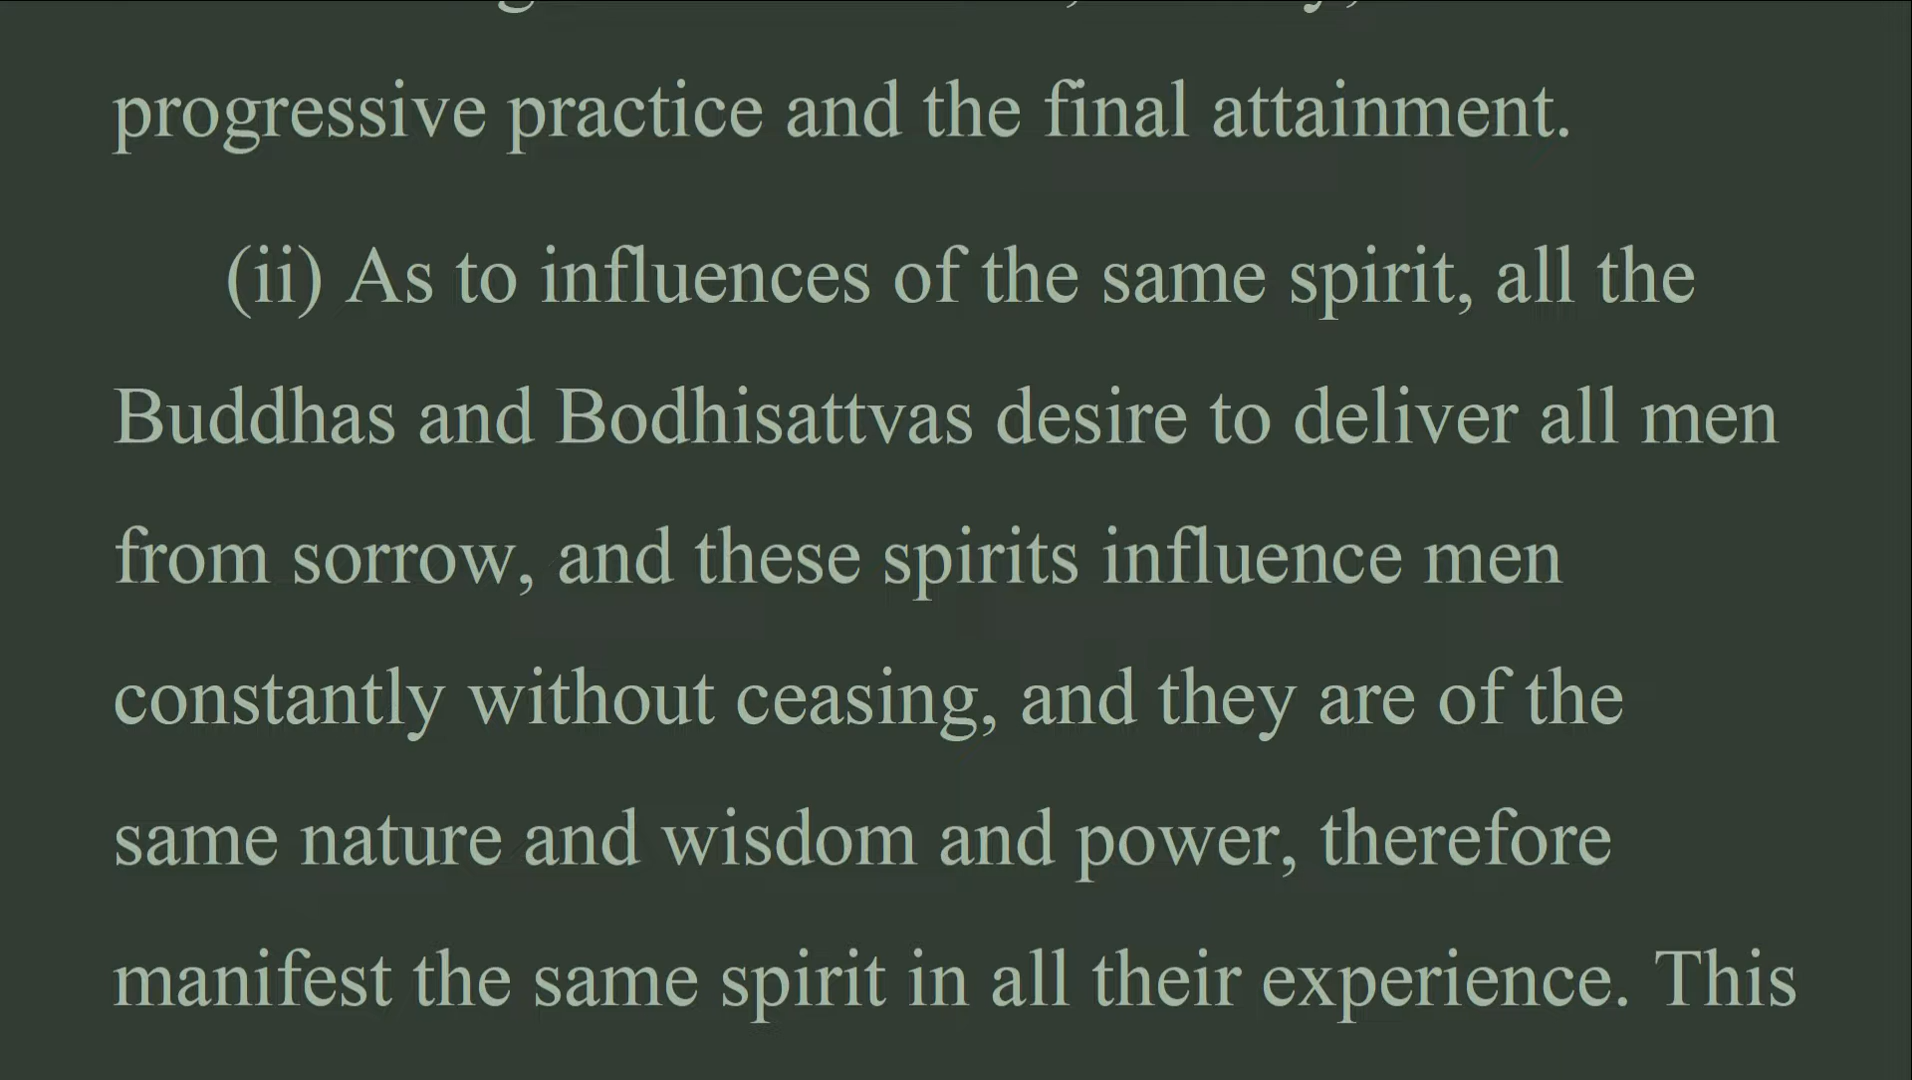 progressive practice and the final attainment.
(ii) As to influences of the same spirit, all the
Buddhas and Bodhisattvas desire to deliver all men
from sorrow, and these spirits influence men
constantly without ceasing, and they are of the
same nature and wisdom and power, therefore
manifest the same spirit in all their experience. This